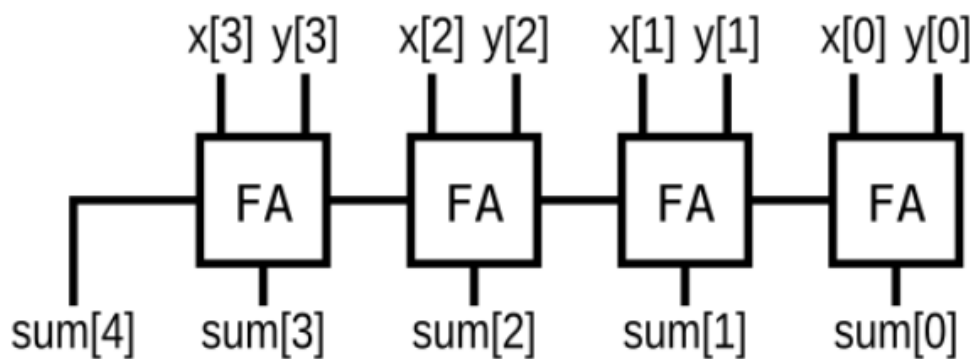 x[3] y[3] x[2] y[2] x[1] y[1] x[0] y[0]
FA FA FA FA
sum[4] sum[3] sum[2] sum[1] sum[0]